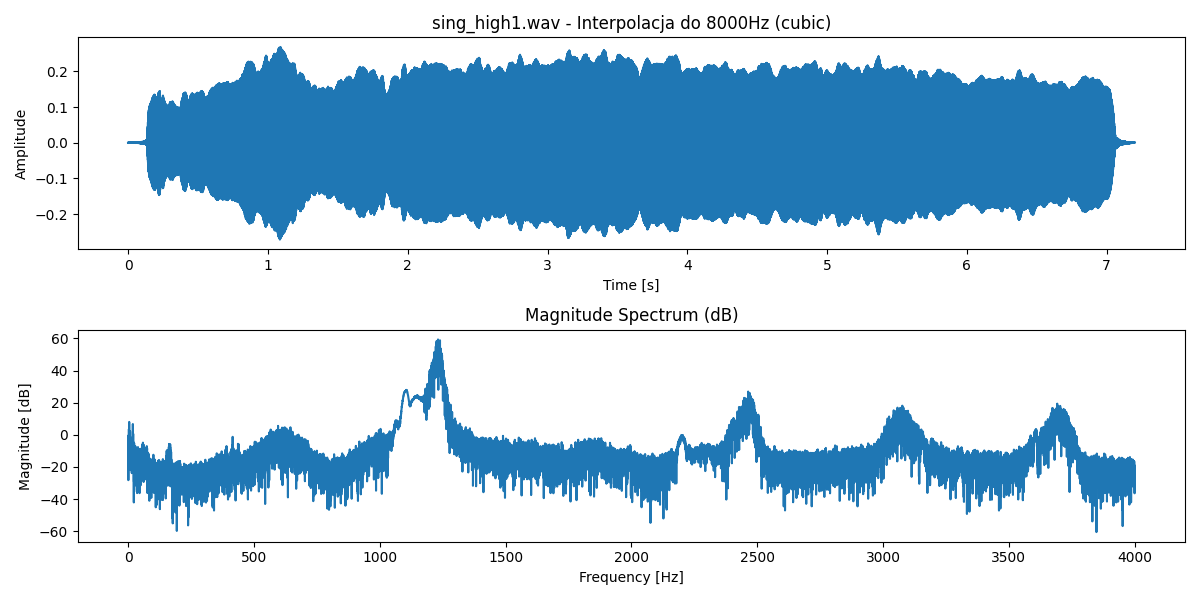 sing_high1.wav - Interpolacja do 8000Hz (cubic)
Amplitude
0.2
0.1
0.0
−0.1
−0.2
0 1 2 3 4 5 6 7
Time [s]
Magnitude Spectrum (dB)
Magnitude [dB]
60
40
20
0
−20
−40
−60
0 500 1000 1500 2000 2500 3000 3500 4000
Frequency [Hz]